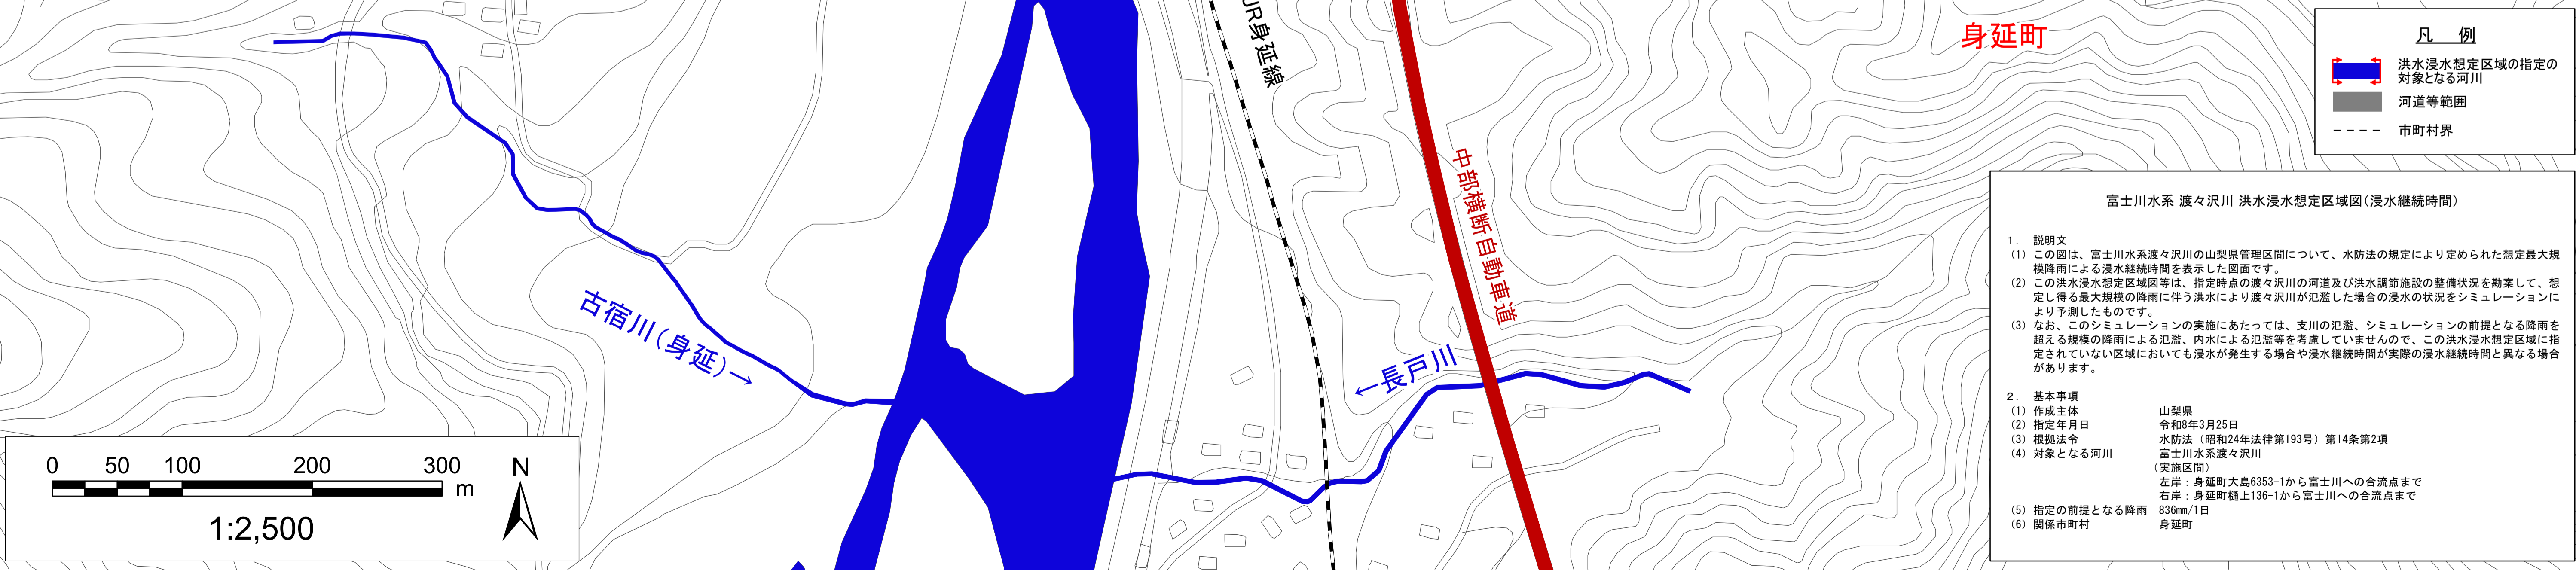 JR身延線
中部横断自動車道
身延町
古宿川(身延)→
←長戸川
0 50 100 200 300
m
N
1:2,500
凡 例
洪水浸水想定区域の指定の
対象となる河川
河道等範囲
市町村界
富士川水系 渡々沢川 洪水浸水想定区域図(浸水継続時間)
1. 説明文
(1) この図は、富士川水系渡々沢川の山梨県管理区間について、水防法の規定により定められた想定最大規
模降雨による浸水継続時間を表示した図面です。
(2) この洪水浸水想定区域図等は、指定時点の渡々沢川の河道及び洪水調節施設の整備状況を勘案して、想
定し得る最大規模の降雨に伴う洪水により渡々沢川が氾濫した場合の浸水の状況をシミュレーションに
より予測したものです。
(3) なお、このシミュレーションの実施にあたっては、支川の氾濫、シミュレーションの前提となる降雨を
超える規模の降雨による氾濫、内水による氾濫等を考慮していませんので、この洪水浸水想定区域に指
定されていない区域においても浸水が発生する場合や浸水継続時間が実際の浸水継続時間と異なる場合
があります。
2. 基本事項
(1) 作成主体 山梨県
(2) 指定年月日 令和8年3月25日
(3) 根拠法令 水防法(昭和24年法律第193号)第14条第2項
(4) 対象となる河川 富士川水系渡々沢川
(実施区間)
左岸:身延町大島6353-1から富士川への合流点まで
右岸:身延町樋上136-1から富士川への合流点まで
(5) 指定の前提となる降雨 836mm/1日
(6) 関係市町村 身延町